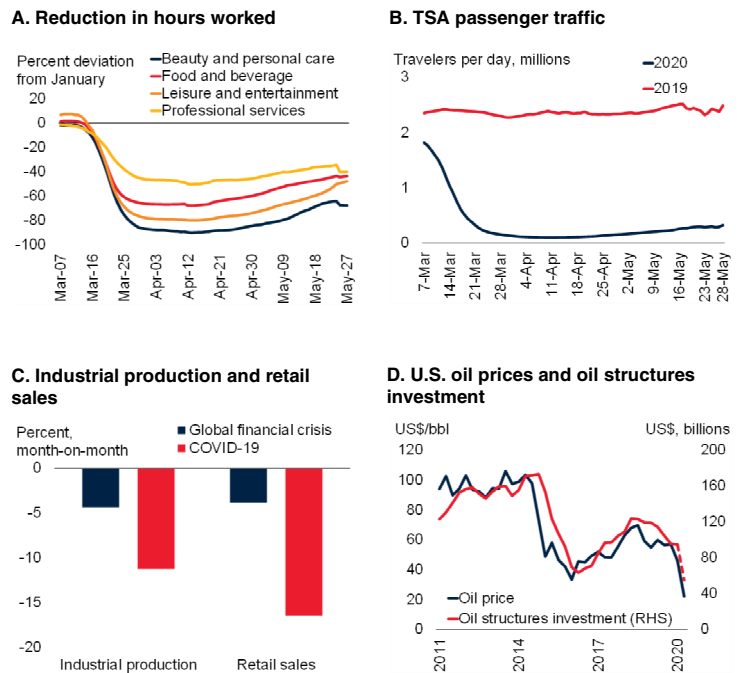 A. Reduction in hours worked
Percent deviation
from January
Beauty and personal care
Food and beverage
Leisure and entertainment
Professional services
20
0
-20
-40
-60
-80
-100
Mar-07
Mar-16
Mar-25
Apr-03
Apr-12
Apr-21
Apr-30
May-09
May-18
May-27
B. TSA passenger traffic
Travelers per day, millions
2020
2019
3
2
1
0
7-Mar
14-Mar
21-Mar
28-Mar
4-Apr
11-Apr
18-Apr
25-Apr
2-May
9-May
16-May
23-May
28-May
C. Industrial production and retail
sales
Percent,
month-on-month
Global financial crisis
COVID-19
0
-5
-10
-15
-20
Industrial production
Retail sales
D. U.S. oil prices and oil structures
investment
US$/bbl
US$, billions
120
100
80
60
40
20
0
200
160
120
80
40
0
Oil price
Oil structures investment (RHS)
2011
2014
2017
2020